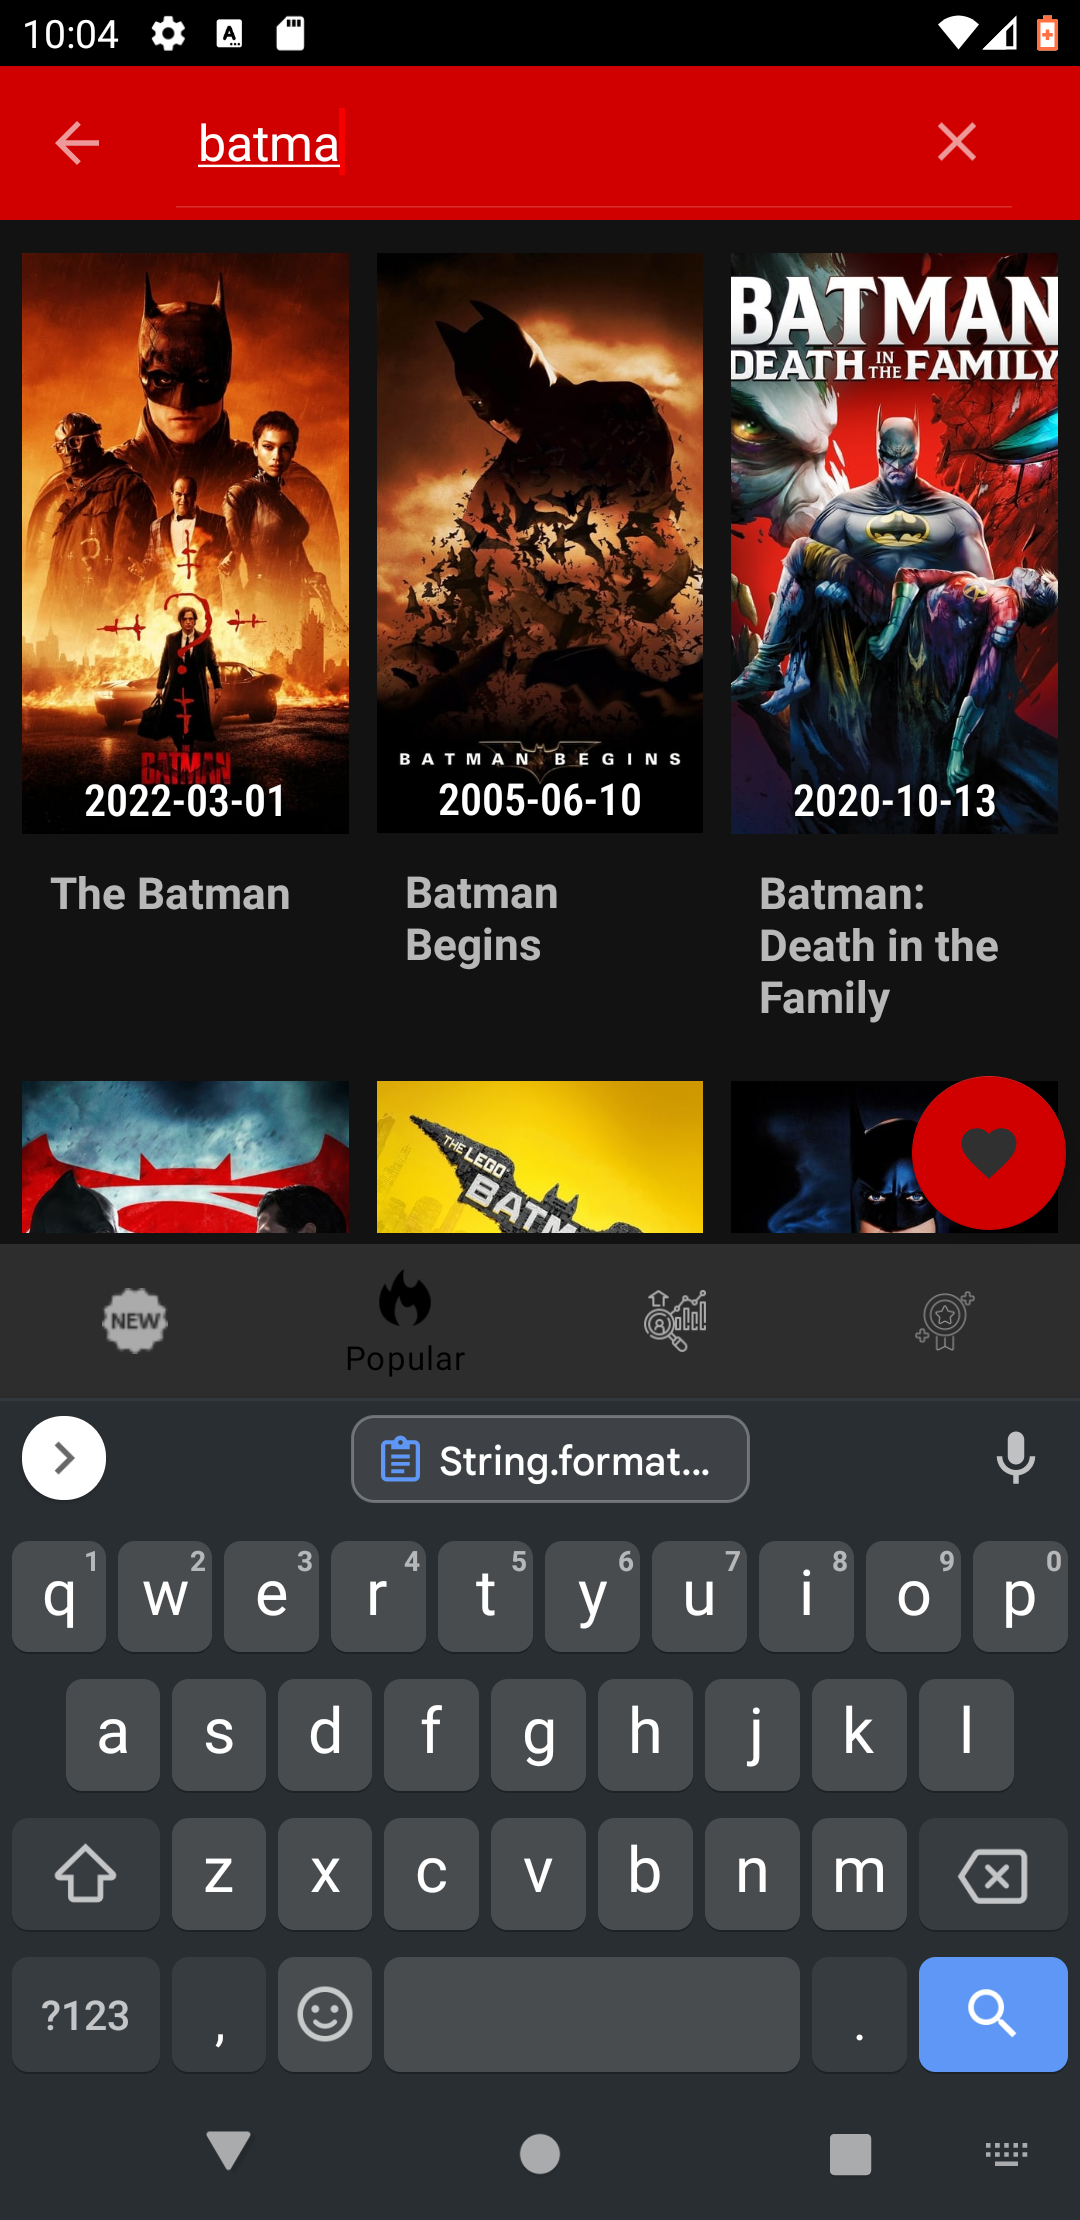 10:04
batma
BATMAN
DEATH IN THE FAMILY
BATMAN
BATMAN BEGINS
2022-03-01
2005-06-10
2020-10-13
The Batman
Batman
Begins
Batman:
Death in the
Family
THE LEGO
BATM
NEW
Popular
String.format...
q 1 w 2 e 3 r 4 t 5 y 6 u 7 i 8 o 9 p 0
a s d f g h j k l
z x c v b n m
?123 , .